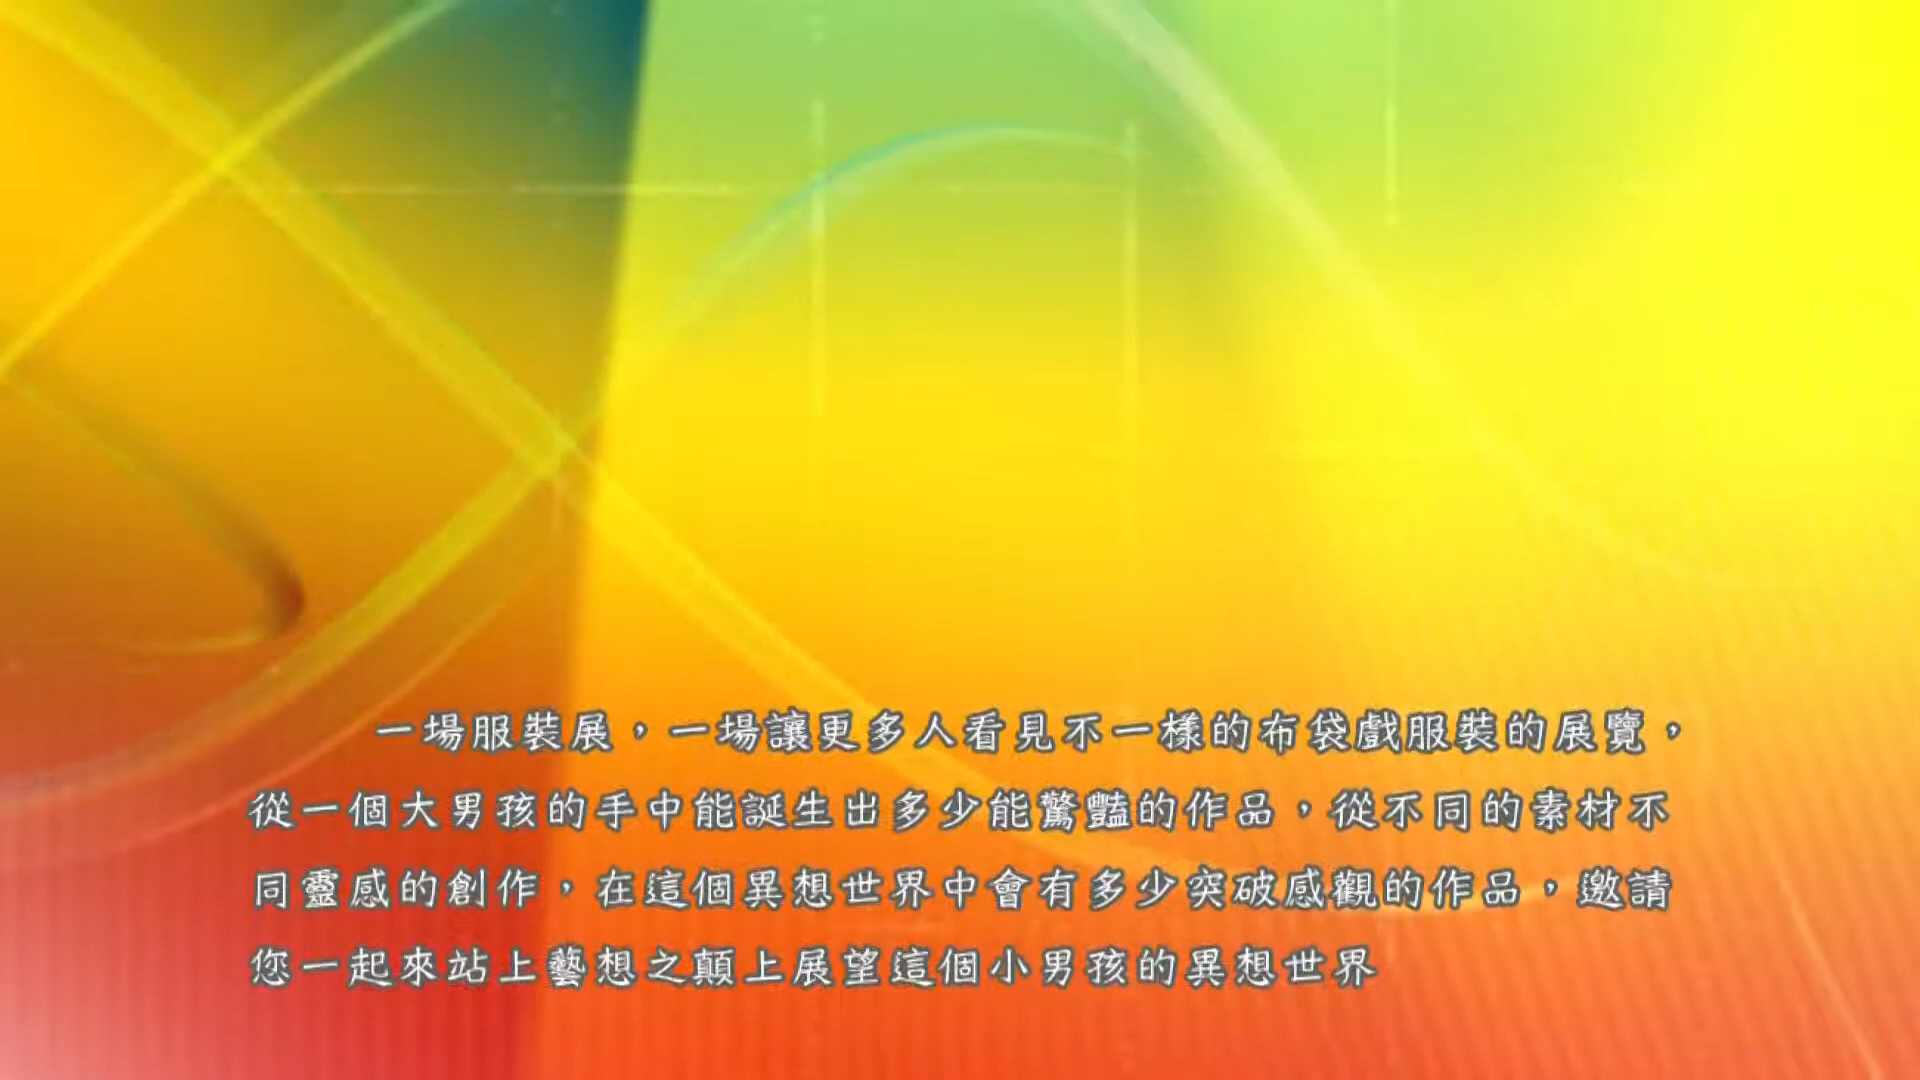 一場服裝展，一場讓更多人看見不一樣的布袋戲服裝的展覽，
從一個大男孩的手中能誕生出多少能驚豔的作品，從不同的素材不
同靈感的創作，在這個異想世界中會有多少突破感觀的作品，邀請
您一起來站上藝想之顛上展望這個小男孩的異想世界